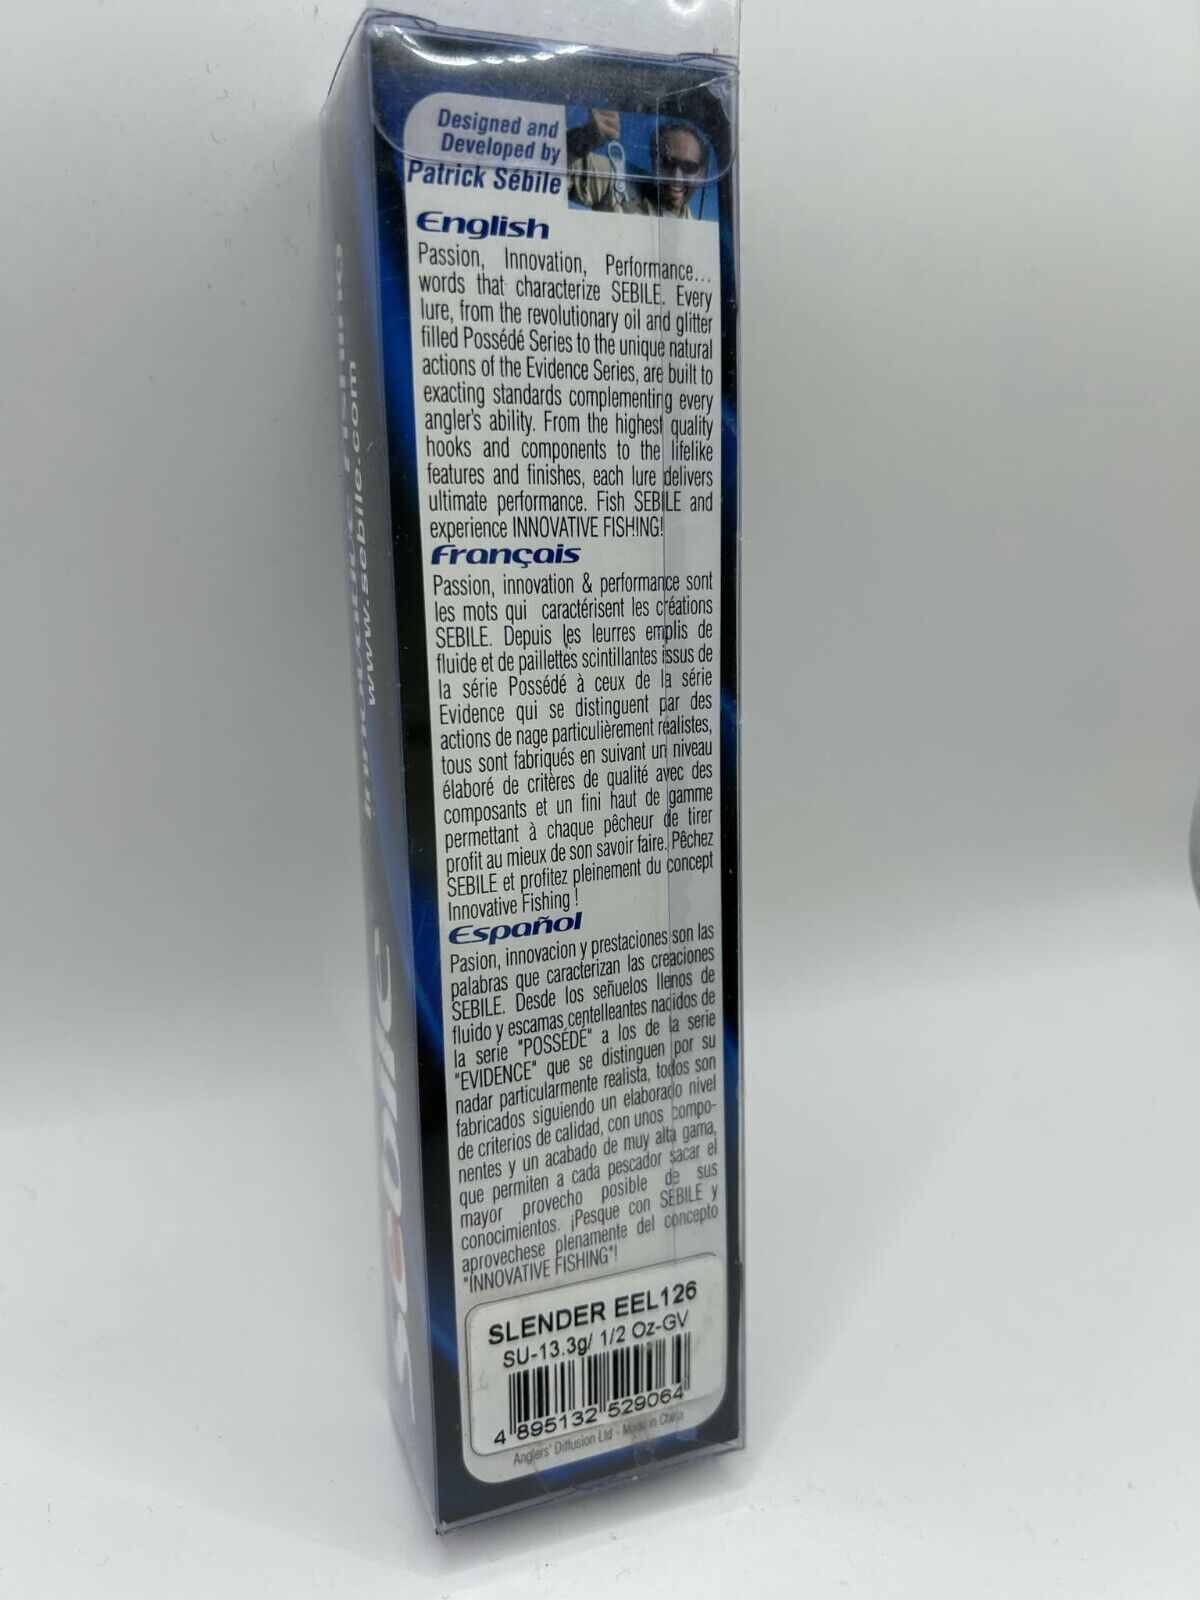 Designed and
Developed by
Patrick Sébile
English
Passion, Innovation, Performance...
words that characterize SEBILE. Every
lure, from the revolutionary oil and glitter
filled Possédé Series to the unique natural
actions of the Evidence Series, are built to
exacting standards complementing every
angler's ability. From the highest quality
hooks and components to the lifelike
features and finishes, each lure delivers
ultimate performance. Fish SEBILE and
experience INNOVATIVE FISHING!
Français
Passion, innovation & performance sont
les mots qui caractérisent les créations
SEBILE. Depuis les leurres emplis de
fluide et de paillettes scintillantes issus de
la série Possédé à ceux de la série
Evidence qui se distinguent par des
actions de nage particulièrement réalistes,
tous sont fabriqués en suivant un niveau
élaboré de critères de qualité avec des
composants et un fini haut de gamme
permettant à chaque pêcheur de tirer
profit au mieux de son savoir faire. Pêchez
SEBILE et profitez pleinement du concept
Innovative Fishing !
Español
Pasion, innovacion y prestaciones son las
palabras que caracterizan las creaciones
SEBILE. Desde los señuelos llenos de
fluido y escamas centelleantes nacidos de
la serie "POSSÉDÉ" a los de la serie
"EVIDENCE" que se distinguen por su
nadar particularmente realista, todos son
fabricados siguiendo un elaborado nivel
de criterios de calidad, con unos compo-
nentes y un acabado de muy alta gama,
que permiten a cada pescador sacar el
mayor provecho posible de sus
conocimientos. ¡Pesque con SEBILE y
aprovechese plenamente del concepto
"INNOVATIVE FISHING"!
SLENDER EEL126
SU-13.3g/ 1/2 Oz-GV
4 895132 529064
Anglers' Diffusion Ltd - Made in China
www.sebile.com
sebile